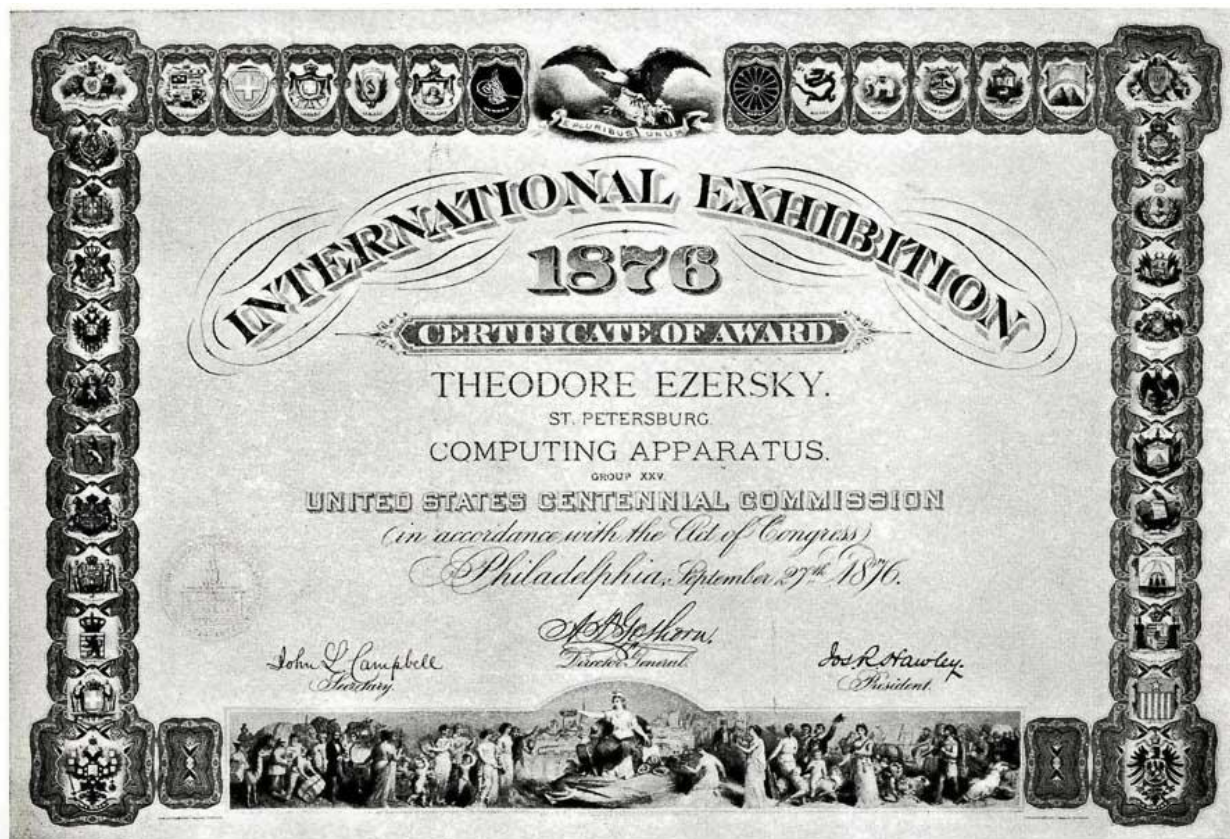 E PLURIBUS UNUM
INTERNATIONAL EXHIBITION
1876
CERTIFICATE OF AWARD
THEODORE EZERSKY.
ST. PETERSBURG.
COMPUTING APPARATUS.
GROUP XXV.
UNITED STATES CENTENNIAL COMMISSION
(in accordance with the Act of Congress)
Philadelphia, September 27th 1876.
A T Goshorn.
Director General.
John L Campbell
Secretary.
Jos R Hawley.
President.